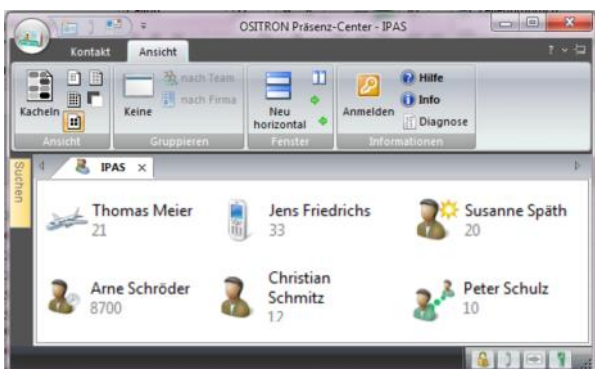 OSITRON Präsenz-Center - IPAS
Kontakt Ansicht
Kacheln
Keine
nach Team
nach Firma
Neu
horizontal
Anmelden
Hilfe
Info
Diagnose
Ansicht Gruppieren Fenster Informationen
Suchen
IPAS
Thomas Meier
21
Jens Friedrichs
33
Susanne Späth
20
Arne Schröder
8700
Christian
Schmitz
12
Peter Schulz
10